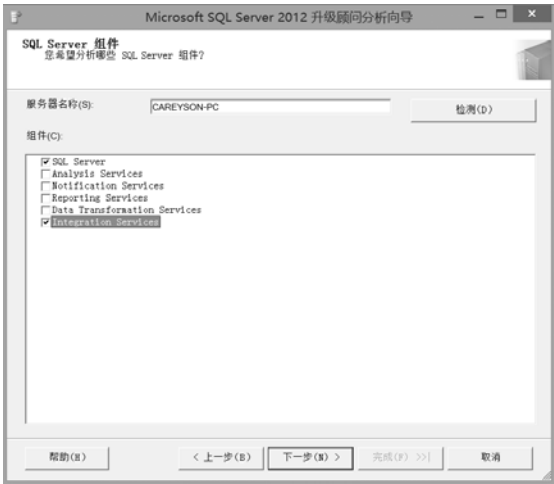 Microsoft SQL Server 2012 升级顾问分析向导
SQL Server 组件
您希望分析哪些 SQL Server 组件?
服务器名称(S):
CAREYSON-PC
检测(D)
组件(C):
SQL Server
Analysis Services
Notification Services
Reporting Services
Data Transformation Services
Integration Services
帮助(H)
< 上一步(B)
下一步(N) >
完成(F) >>|
取消